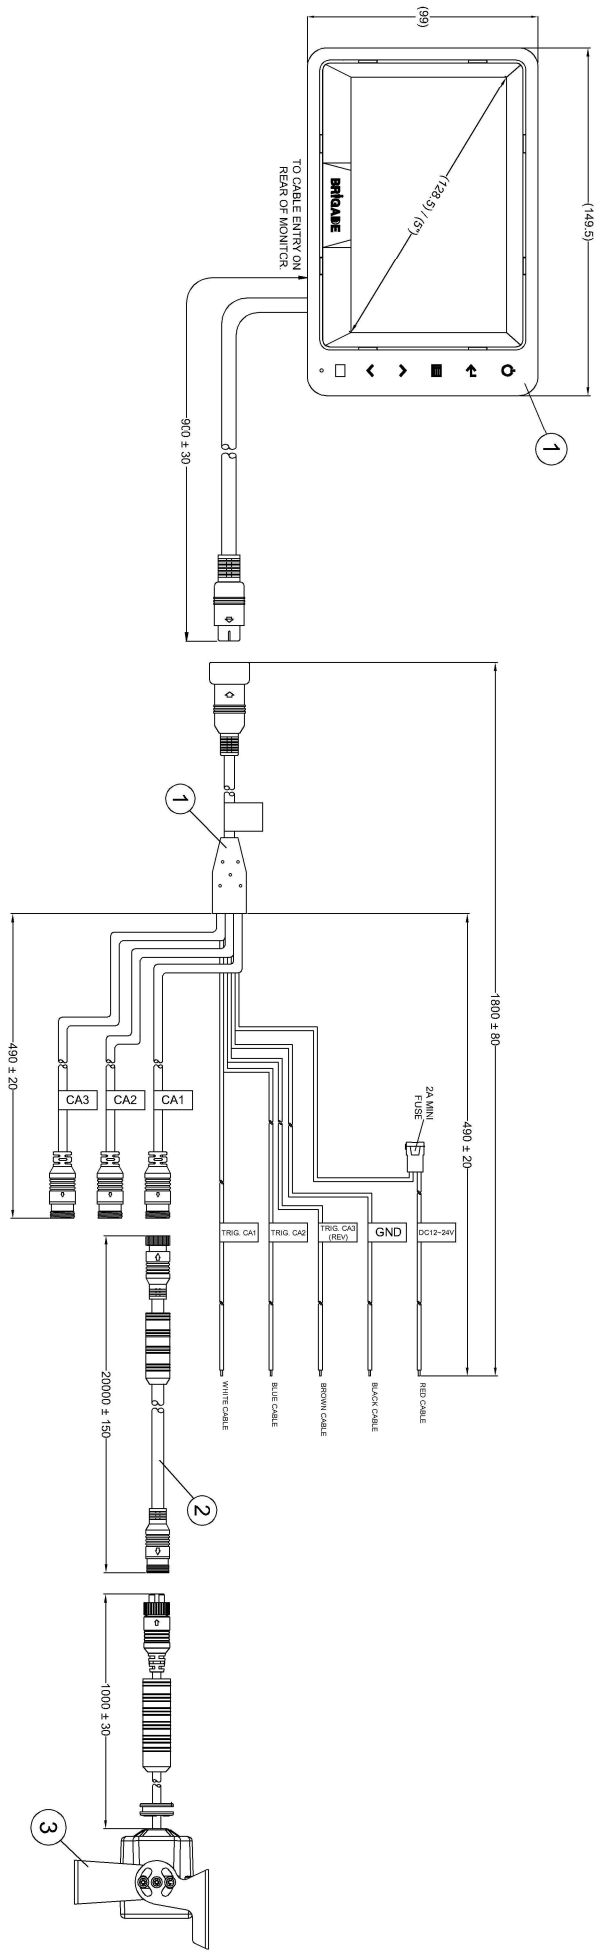 (99)
(149.5)
(128.5) / (5")
BRIGADE
TO CABLE ENTRY ON
REAR OF MONITOR.
1
900 ± 30
1
1800 ± 80
490 ± 20
490 ± 20
2A MINI
FUSE
CA3
CA2
CA1
TRIG. CA1
TRIG. CA2
TRIG. CA3
(REV)
GND
DC12~24V
WHITE CABLE
BLUE CABLE
BROWN CABLE
BLACK CABLE
RED CABLE
20000 ± 150
2
1000 ± 30
3